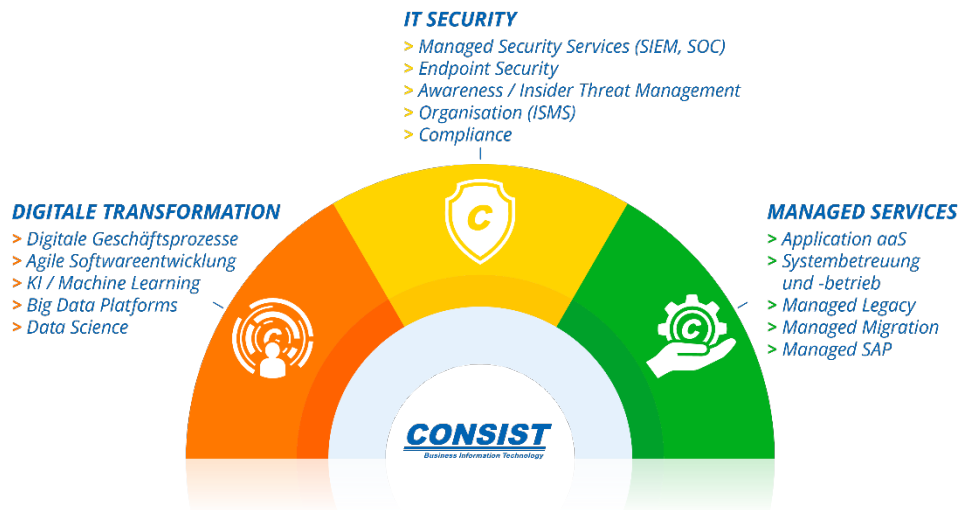 IT SECURITY
> Managed Security Services (SIEM, SOC)
> Endpoint Security
> Awareness / Insider Threat Management
> Organisation (ISMS)
> Compliance
DIGITALE TRANSFORMATION
> Digitale Geschäftsprozesse
> Agile Softwareentwicklung
> KI / Machine Learning
> Big Data Platforms
> Data Science
MANAGED SERVICES
> Application aaS
> Systembetreuung
und -betrieb
> Managed Legacy
> Managed Migration
> Managed SAP
C
C
C
CONSIST
Business Information Technology